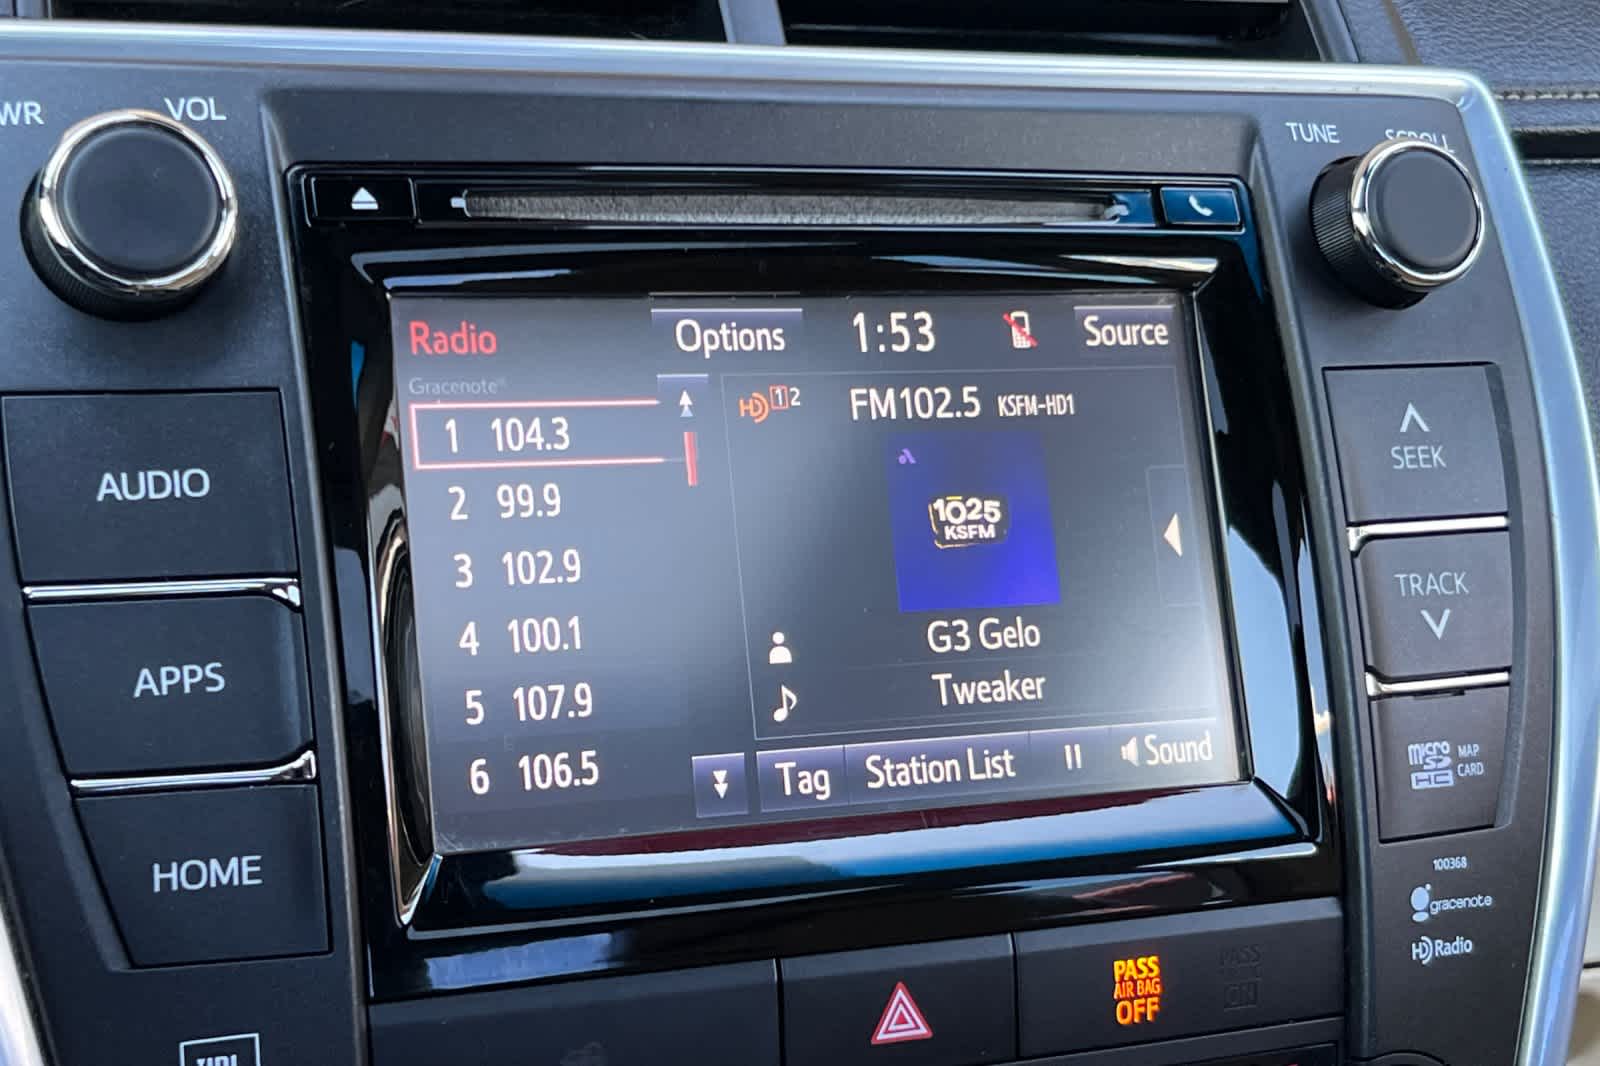 VOL
TUNE
SCROLL
Radio
Options
1:53
Source
Gracenote®
1 104.3
2 99.9
3 102.9
4 100.1
5 107.9
6 106.5
HD 1 2
FM102.5 KSFM-HD1
1025
KSFM
G3 Gelo
Tweaker
Tag
Station List
Sound
AUDIO
APPS
HOME
SEEK
TRACK
micro
SD
HC
MAP
CARD
100368
gracenote
HD Radio
PASS
AIR BAG
OFF
PASS
ON
JBL